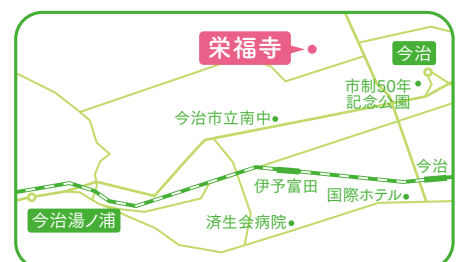 栄福寺
今治
市制50年
記念公園
今治市立南中
今治
伊予富田
国際ホテル
今治湯ノ浦
済生会病院